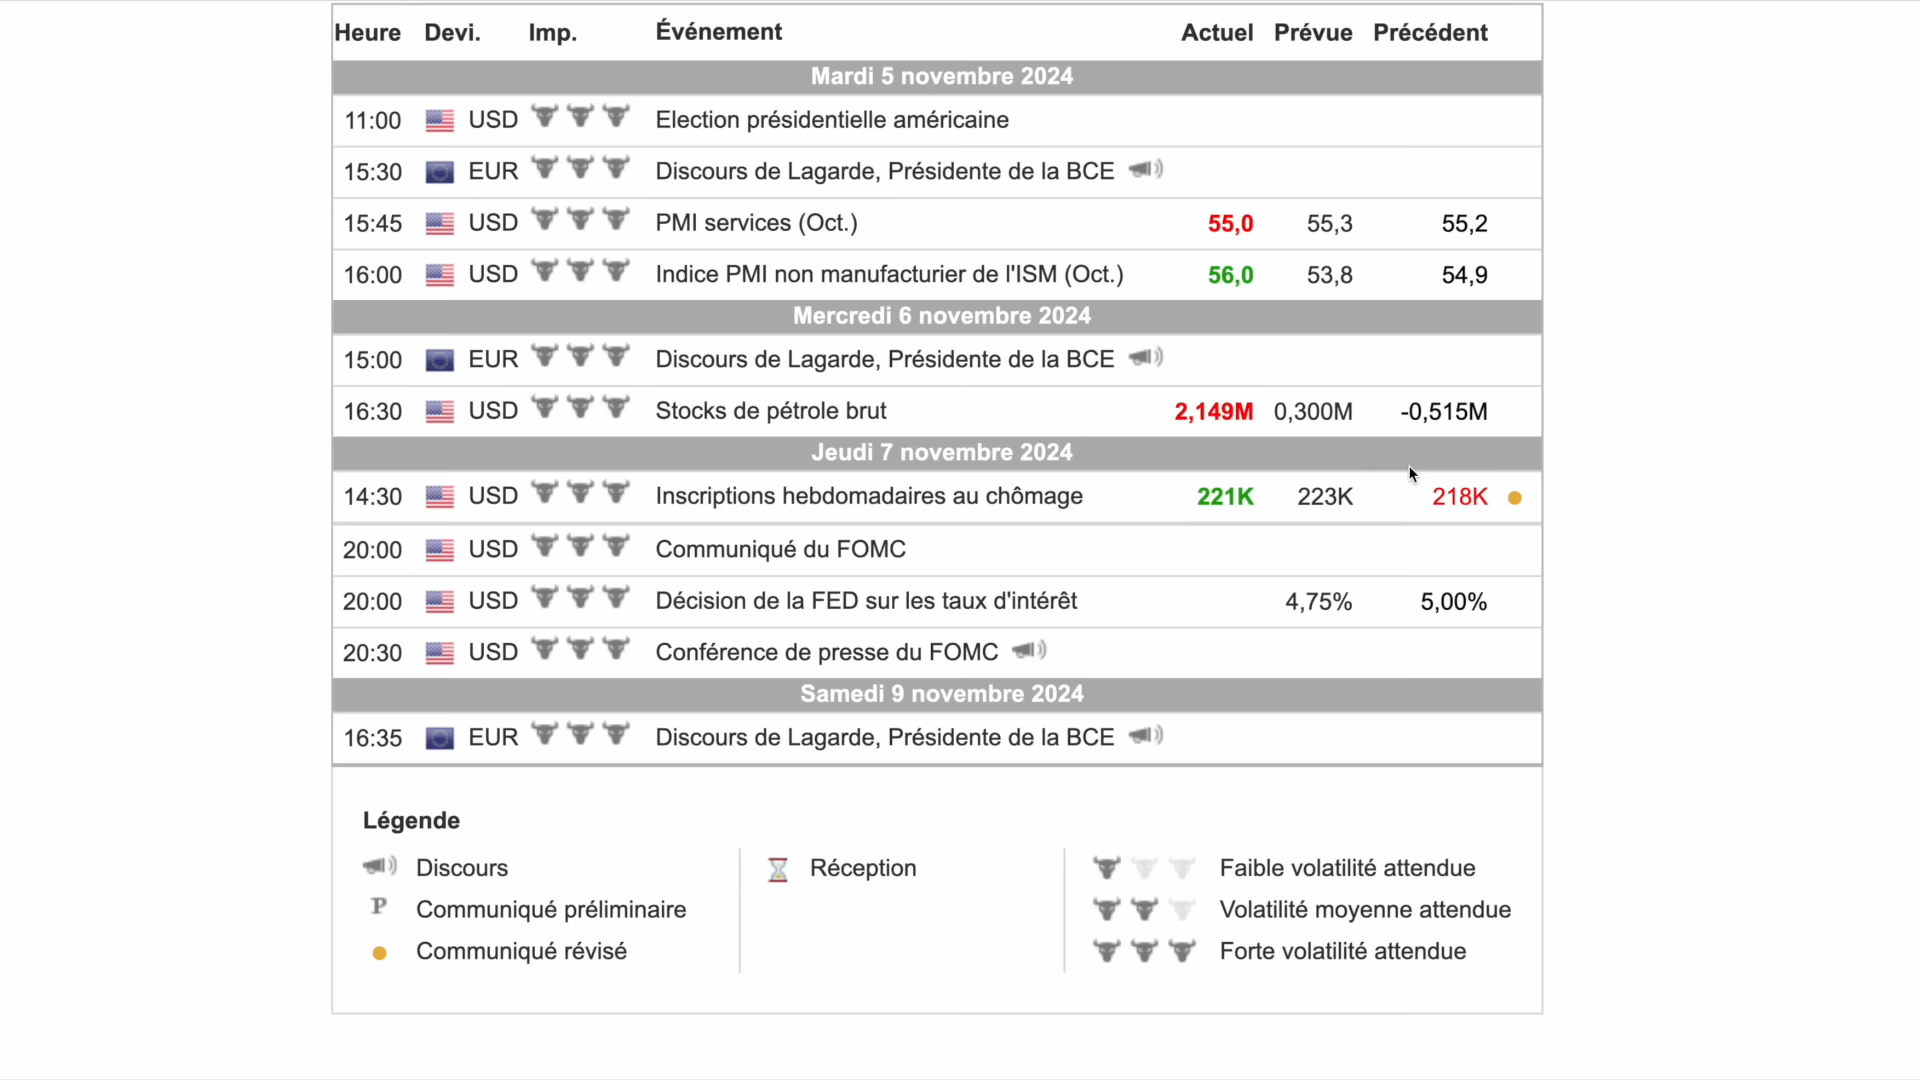 Heure Devi. Imp. Événement Actuel Prévue Précédent
Mardi 5 novembre 2024
11:00 USD Election présidentielle américaine
15:30 EUR Discours de Lagarde, Présidente de la BCE
15:45 USD PMI services (Oct.) 55,0 55,3 55,2
16:00 USD Indice PMI non manufacturier de l'ISM (Oct.) 56,0 53,8 54,9
Mercredi 6 novembre 2024
15:00 EUR Discours de Lagarde, Présidente de la BCE
16:30 USD Stocks de pétrole brut 2,149M 0,300M -0,515M
Jeudi 7 novembre 2024
14:30 USD Inscriptions hebdomadaires au chômage 221K 223K 218K
20:00 USD Communiqué du FOMC
20:00 USD Décision de la FED sur les taux d'intérêt 4,75% 5,00%
20:30 USD Conférence de presse du FOMC
Samedi 9 novembre 2024
16:35 EUR Discours de Lagarde, Présidente de la BCE
Légende
Discours
P Communiqué préliminaire
Communiqué révisé
Réception
Faible volatilité attendue
Volatilité moyenne attendue
Forte volatilité attendue